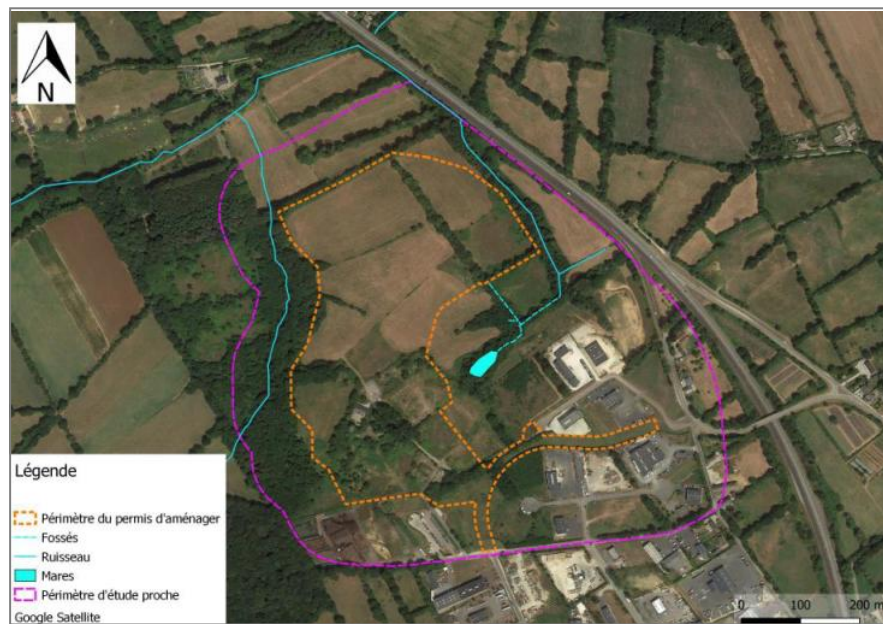 N
Légende
Périmètre du permis d'aménager
Fossés
Ruisseau
Mares
Périmètre d'étude proche
Google Satellite
0 100 200 m